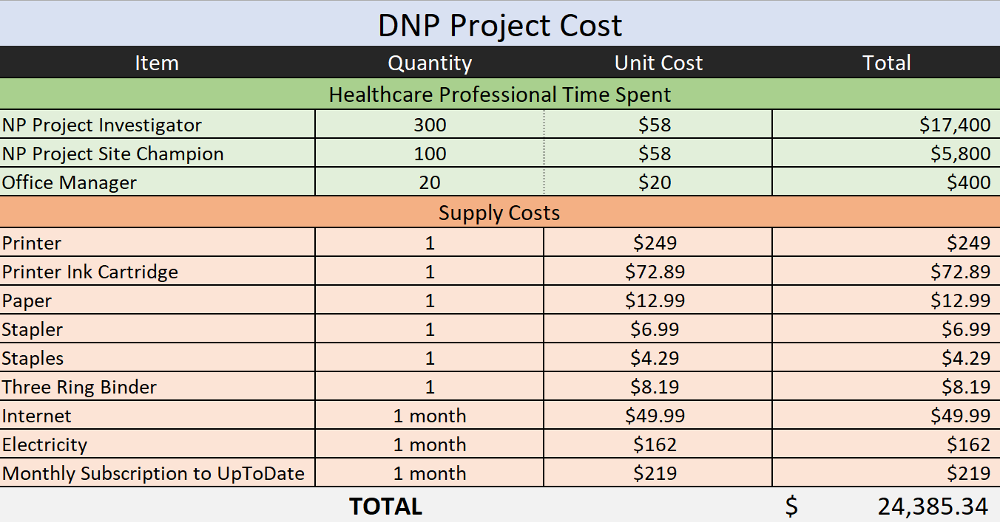 DNP Project Cost
Item Quantity Unit Cost Total
Healthcare Professional Time Spent
NP Project Investigator 300 $58 $17,400
NP Project Site Champion 100 $58 $5,800
Office Manager 20 $20 $400
Supply Costs
Printer 1 $249 $249
Printer Ink Cartridge 1 $72.89 $72.89
Paper 1 $12.99 $12.99
Stapler 1 $6.99 $6.99
Staples 1 $4.29 $4.29
Three Ring Binder 1 $8.19 $8.19
Internet 1 month $49.99 $49.99
Electricity 1 month $162 $162
Monthly Subscription to UpToDate 1 month $219 $219
TOTAL $ 24,385.34